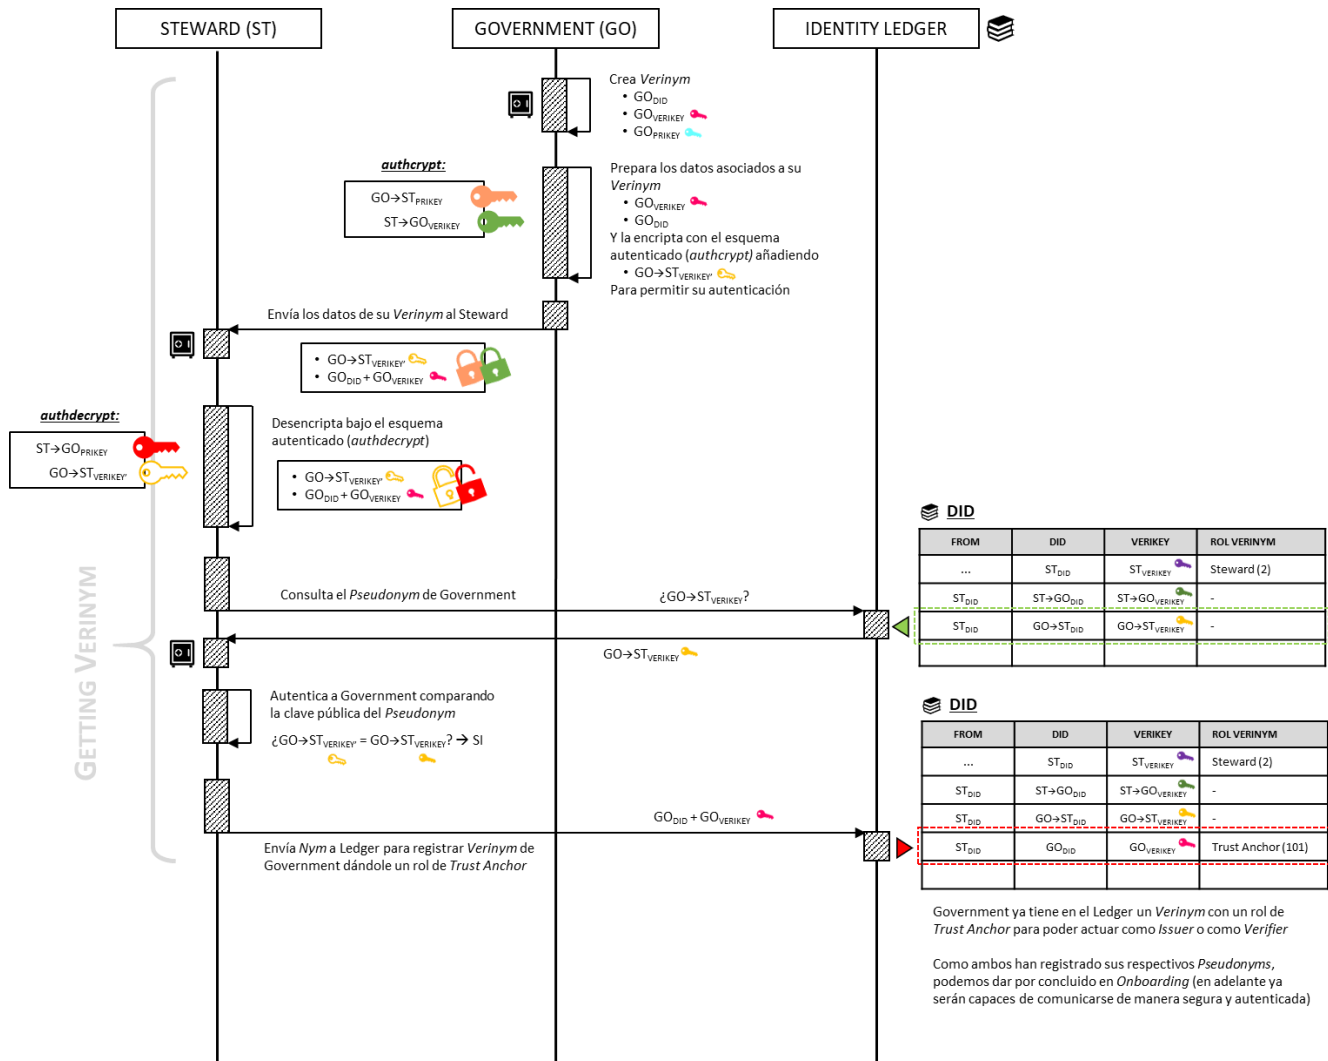 STEWARD (ST)
GOVERNMENT (GO)
IDENTITY LEDGER
Crea Verinym
• GODID
• GOVERIKEY
• GOPRIKEY
authcrypt:
GO→STPRIKEY
ST→GOVERIKEY
Prepara los datos asociados a su
Verinym
• GOVERIKEY
• GODID
Y la encripta con el esquema
autenticado (authcrypt) añadiendo
• GO→STVERIKEY'
Para permitir su autenticación
Envía los datos de su Verinym al Steward
• GO→STVERIKEY'
• GODID + GOVERIKEY
authdecrypt:
ST→GOPRIKEY
GO→STVERIKEY'
Desencripta bajo el esquema
autenticado (authdecrypt)
• GO→STVERIKEY'
• GODID + GOVERIKEY
GETTING VERINYM
Consulta el Pseudonym de Government
¿GO→STVERIKEY?
GO→STVERIKEY
DID
FROM DID VERIKEY ROL VERINYM
... STDID STVERIKEY Steward (2)
STDID ST→GODID ST→GOVERIKEY -
STDID GO→STDID GO→STVERIKEY -
Autentica a Government comparando
la clave pública del Pseudonym
¿GO→STVERIKEY' = GO→STVERIKEY? → SI
GODID + GOVERIKEY
Envía Nym a Ledger para registrar Verinym de
Government dándole un rol de Trust Anchor
DID
FROM DID VERIKEY ROL VERINYM
... STDID STVERIKEY Steward (2)
STDID ST→GODID ST→GOVERIKEY -
STDID GO→STDID GO→STVERIKEY -
STDID GODID GOVERIKEY Trust Anchor (101)
Government ya tiene en el Ledger un Verinym con un rol de
Trust Anchor para poder actuar como Issuer o como Verifier
Como ambos han registrado sus respectivos Pseudonyms,
podemos dar por concluido en Onboarding (en adelante ya
serán capaces de comunicarse de manera segura y autenticada)